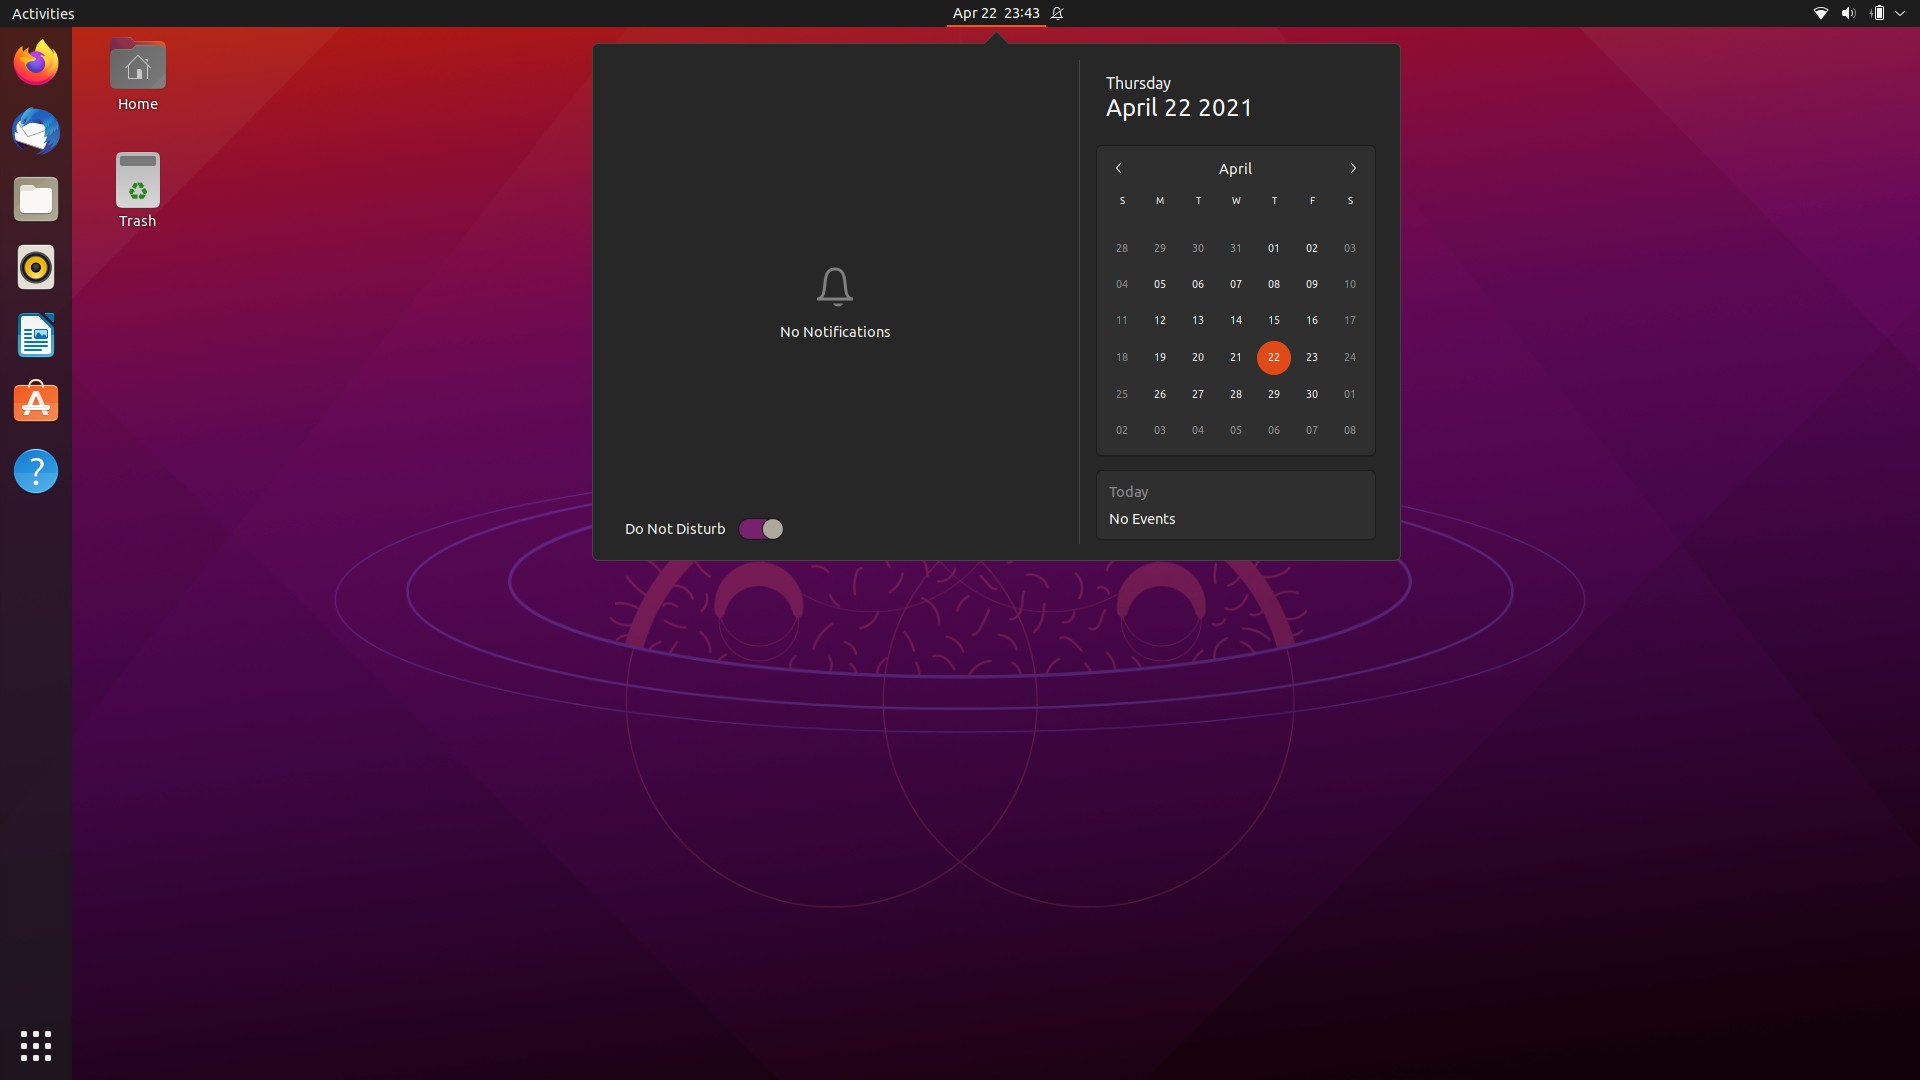 Activities
Apr 22 23:43
Home
Trash
No Notifications
Do Not Disturb
Thursday
April 22 2021
April
S M T W T F S
28 29 30 31 01 02 03
04 05 06 07 08 09 10
11 12 13 14 15 16 17
18 19 20 21 22 23 24
25 26 27 28 29 30 01
02 03 04 05 06 07 08
Today
No Events